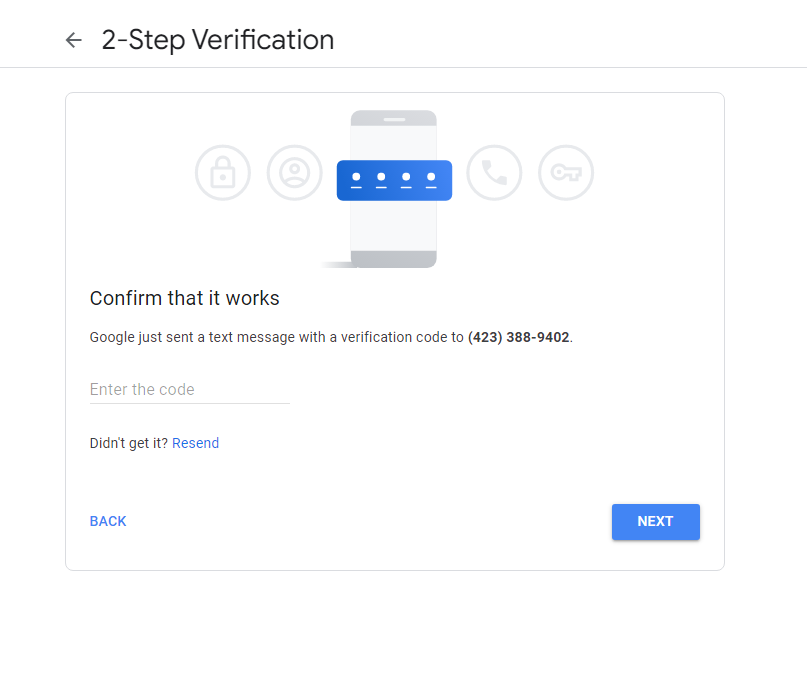 2-Step Verification
Confirm that it works
Google just sent a text message with a verification code to (423) 388-9402.
Enter the code
Didn't get it? Resend
BACK
NEXT